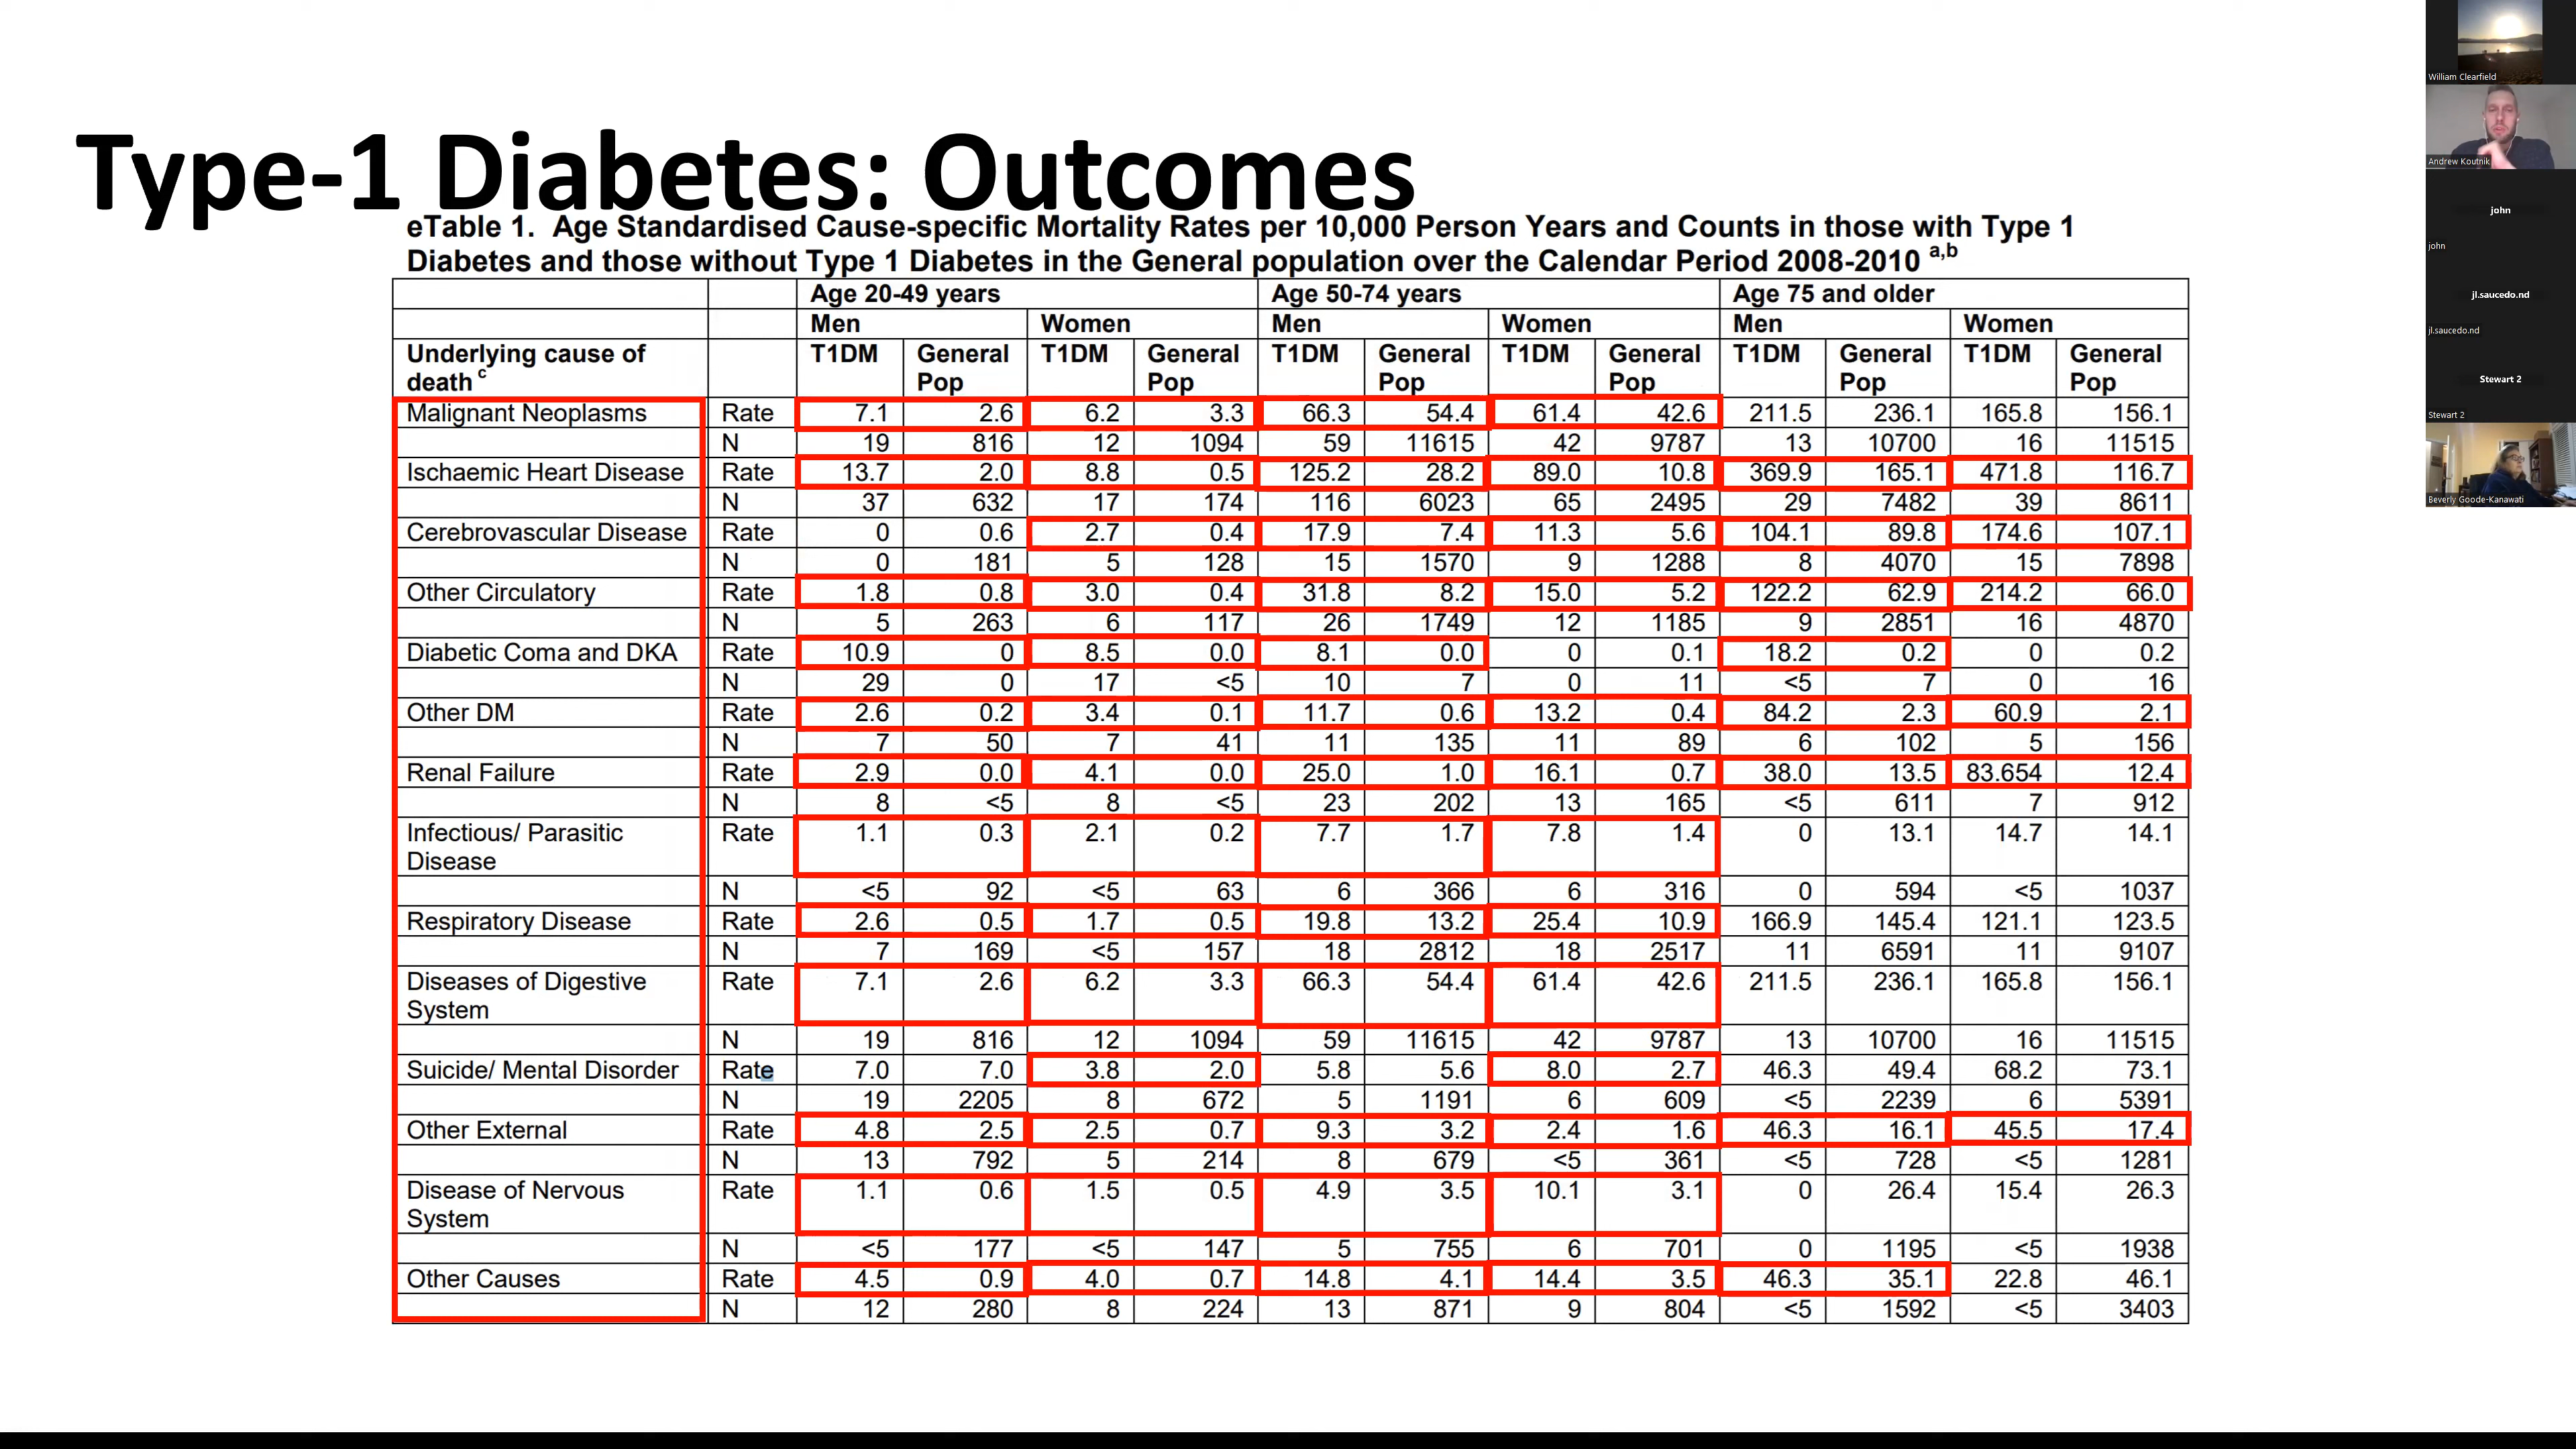 Type-1 Diabetes: Outcomes
eTable 1. Age Standardised Cause-specific Mortality Rates per 10,000 Person Years and Counts in those with Type 1
Diabetes and those without Type 1 Diabetes in the General population over the Calendar Period 2008-2010 a,b
Age 20-49 years Age 50-74 years Age 75 and older
Men Women Men Women Men Women
Underlying cause of death c T1DM General Pop T1DM General Pop T1DM General Pop T1DM General Pop T1DM General Pop T1DM General Pop
Malignant Neoplasms Rate 7.1 2.6 6.2 3.3 66.3 54.4 61.4 42.6 211.5 236.1 165.8 156.1
N 19 816 12 1094 59 11615 42 9787 13 10700 16 11515
Ischaemic Heart Disease Rate 13.7 2.0 8.8 0.5 125.2 28.2 89.0 10.8 369.9 165.1 471.8 116.7
N 37 632 17 174 116 6023 65 2495 29 7482 39 8611
Cerebrovascular Disease Rate 0 0.6 2.7 0.4 17.9 7.4 11.3 5.6 104.1 89.8 174.6 107.1
N 0 181 5 128 15 1570 9 1288 8 4070 15 7898
Other Circulatory Rate 1.8 0.8 3.0 0.4 31.8 8.2 15.0 5.2 122.2 62.9 214.2 66.0
N 5 263 6 117 26 1749 12 1185 9 2851 16 4870
Diabetic Coma and DKA Rate 10.9 0 8.5 0.0 8.1 0.0 0 0.1 18.2 0.2 0 0.2
N 29 0 17 <5 10 7 0 11 <5 7 0 16
Other DM Rate 2.6 0.2 3.4 0.1 11.7 0.6 13.2 0.4 84.2 2.3 60.9 2.1
N 7 50 7 41 11 135 11 89 6 102 5 156
Renal Failure Rate 2.9 0.0 4.1 0.0 25.0 1.0 16.1 0.7 38.0 13.5 83.654 12.4
N 8 <5 8 <5 23 202 13 165 <5 611 7 912
Infectious/ Parasitic Disease Rate 1.1 0.3 2.1 0.2 7.7 1.7 7.8 1.4 0 13.1 14.7 14.1
N <5 92 <5 63 6 366 6 316 0 594 <5 1037
Respiratory Disease Rate 2.6 0.5 1.7 0.5 19.8 13.2 25.4 10.9 166.9 145.4 121.1 123.5
N 7 169 <5 157 18 2812 18 2517 11 6591 11 9107
Diseases of Digestive System Rate 7.1 2.6 6.2 3.3 66.3 54.4 61.4 42.6 211.5 236.1 165.8 156.1
N 19 816 12 1094 59 11615 42 9787 13 10700 16 11515
Suicide/ Mental Disorder Rate 7.0 7.0 3.8 2.0 5.8 5.6 8.0 2.7 46.3 49.4 68.2 73.1
N 19 2205 8 672 5 1191 6 609 <5 2239 6 5391
Other External Rate 4.8 2.5 2.5 0.7 9.3 3.2 2.4 1.6 46.3 16.1 45.5 17.4
N 13 792 5 214 8 679 <5 361 <5 728 <5 1281
Disease of Nervous System Rate 1.1 0.6 1.5 0.5 4.9 3.5 10.1 3.1 0 26.4 15.4 26.3
N <5 177 <5 147 5 755 6 701 0 1195 <5 1938
Other Causes Rate 4.5 0.9 4.0 0.7 14.8 4.1 14.4 3.5 46.3 35.1 22.8 46.1
N 12 280 8 224 13 871 9 804 <5 1592 <5 3403
William Clearfield
Andrew Koutnik
john
john
jl.saucedo.nd
jl.saucedo.nd
Stewart 2
Stewart 2
Beverly Goode-Kanawati